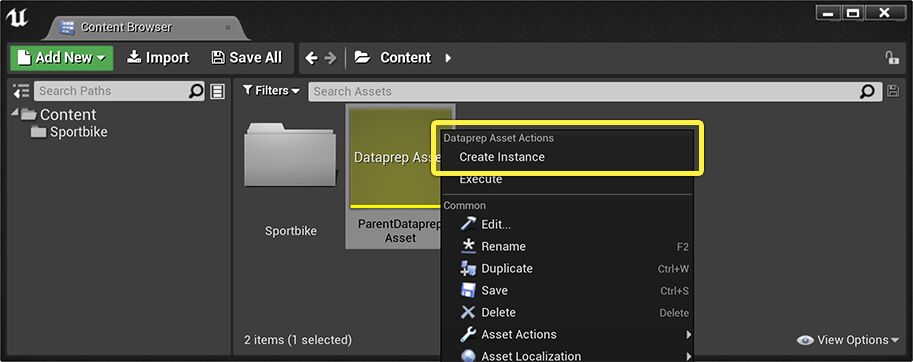 Content Browser
Add New Import Save All Content
Search Paths
Filters Search Assets
Content
Sportbike
Dataprep Asse
Dataprep Asset Actions
Create Instance
Execute
Common
Sportbike
ParentDataprep
Asset
Edit...
Rename F2
Duplicate Ctrl+W
Save Ctrl+S
Delete Delete
Asset Actions
Asset Localization
2 items (1 selected)
View Options